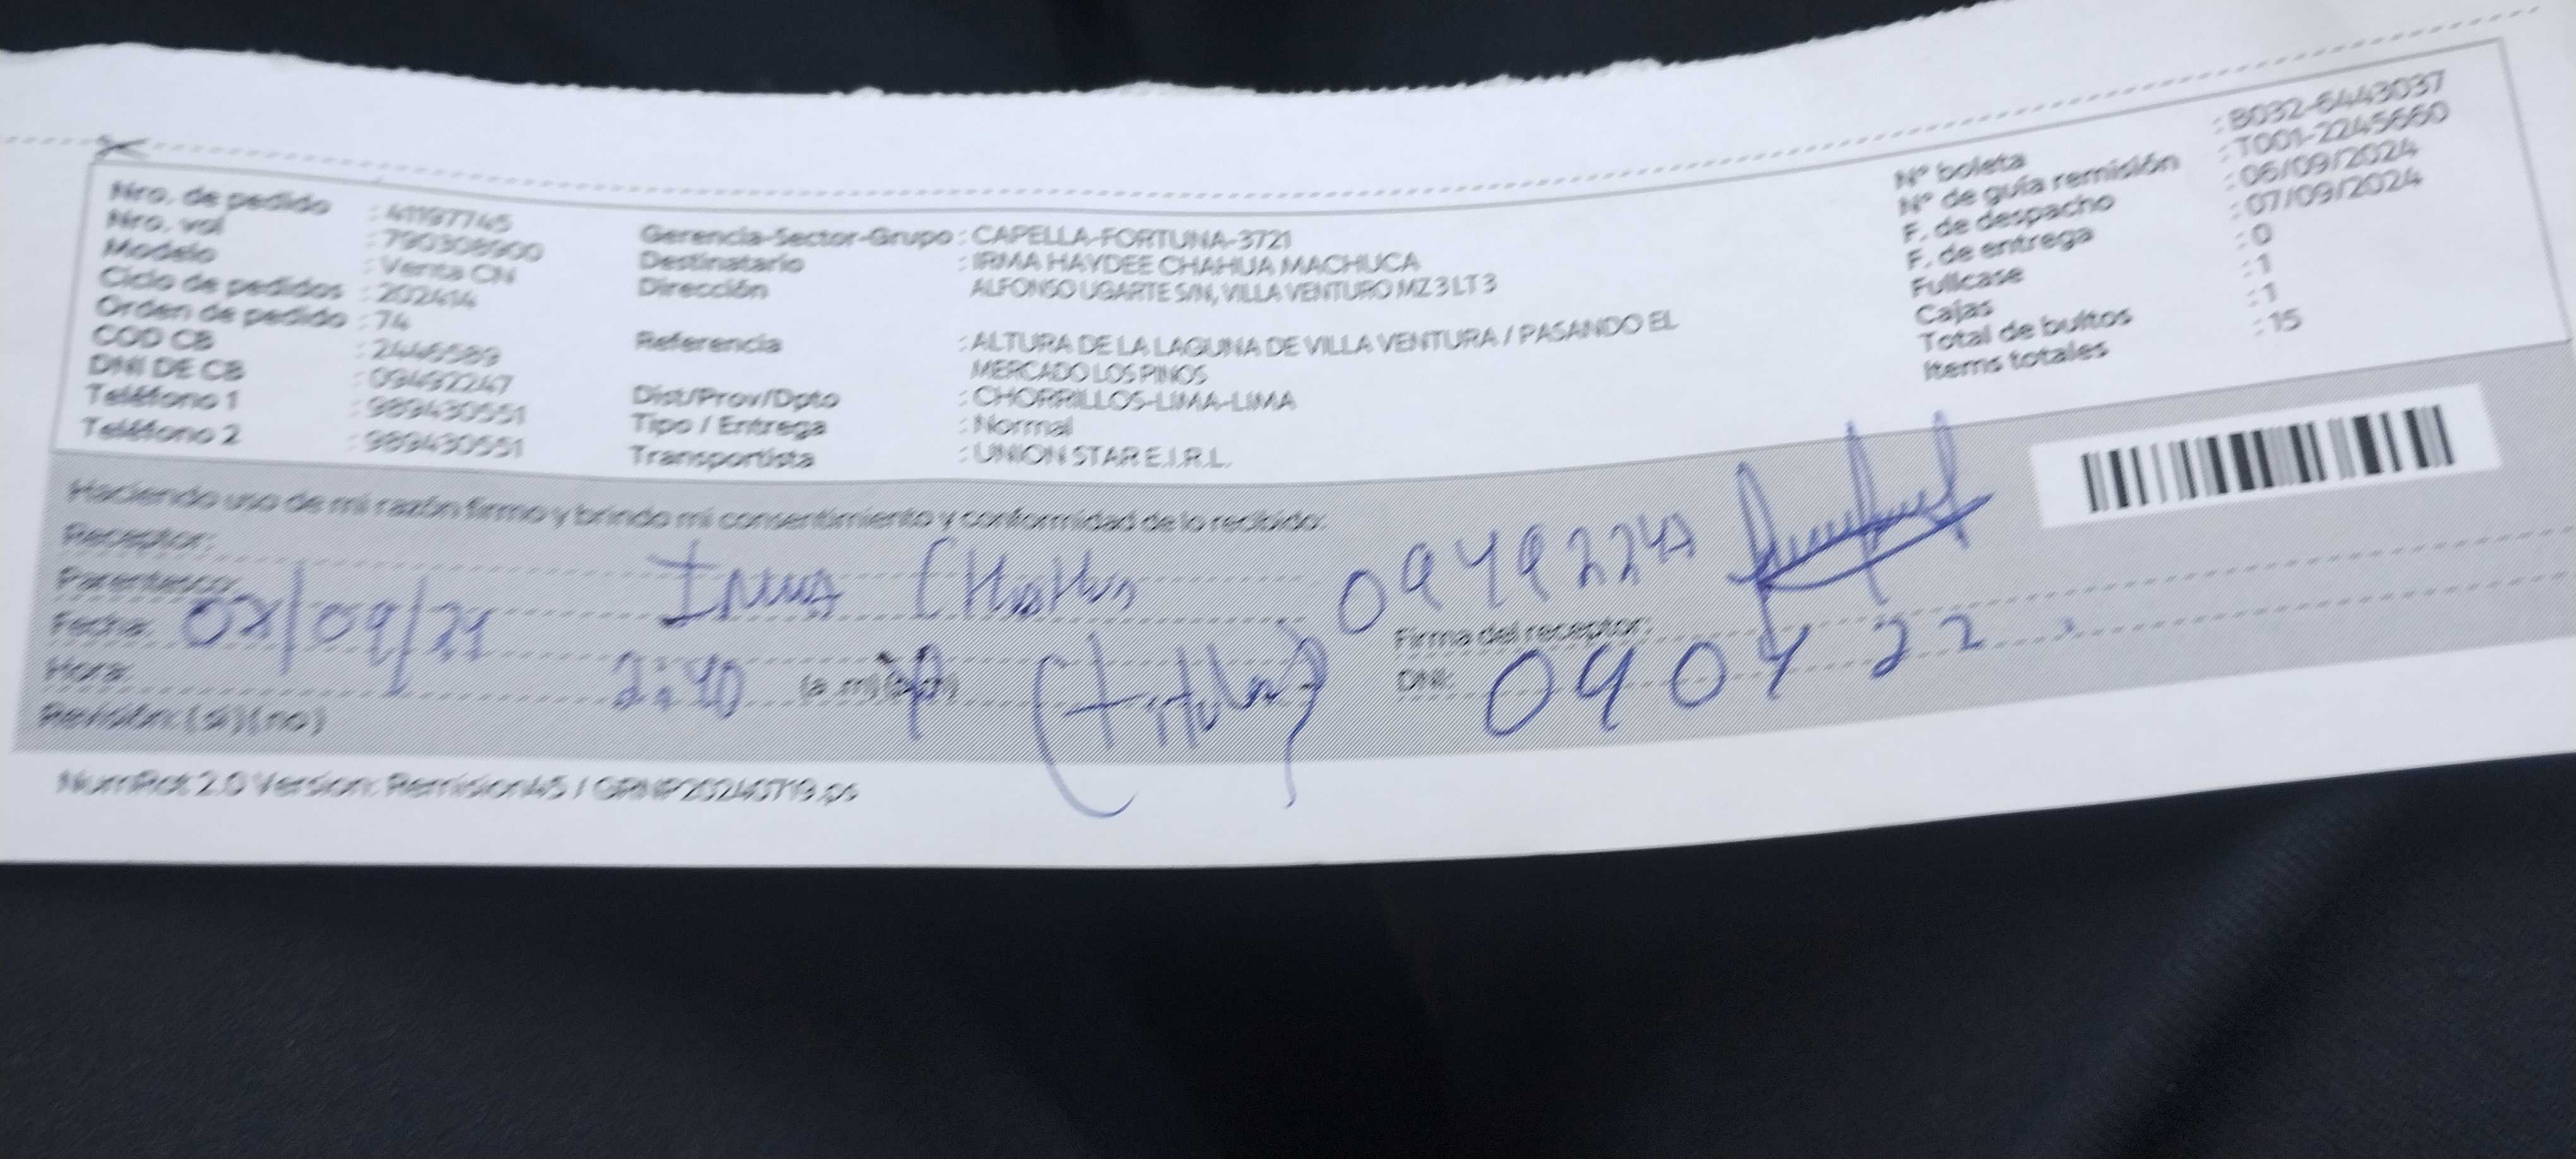 Nro. de pedido : 41197745
Nro. vol : 790308900
Modelo : Venta CN
Ciclo de pedidos : 202414
Orden de pedido : 74
COD CB : 2446589
DNI DE CB : 09492247
Teléfono 1 : 989430551
Teléfono 2 : 989430551
Gerencia-Sector-Grupo : CAPELLA-FORTUNA-3721
Destinatario : IRMA HAYDEE CHAHUA MACHUCA
Dirección ALFONSO UGARTE S/N, VILLA VENTURO MZ 3 LT 3
Referencia : ALTURA DE LA LAGUNA DE VILLA VENTURA / PASANDO EL
MERCADO LOS PINOS
Dist/Prov/Dpto : CHORRILLOS-LIMA-LIMA
Tipo / Entrega : Normal
Transportista : UNION STAR E.I.R.L.
N° boleta : B032-6443037
N° de guía remisión : T001-2245660
F. de despacho : 06/09/2024
F. de entrega : 07/09/2024
Fullcase : 0
Cajas : 1
Total de bultos : 1
Items totales : 15
Haciendo uso de mi razón firmo y brindo mi consentimiento y conformidad de lo recibido:
Receptor: Irma Chahua 09492247
Parentesco:
Fecha: 07/09/24
Firma del receptor:
Hora: 2:40 (a.m) (p.m) (Titular)
DNI: 090422
Revisión: (si) (no)
NumPick 2.0 Version: Remision45 /